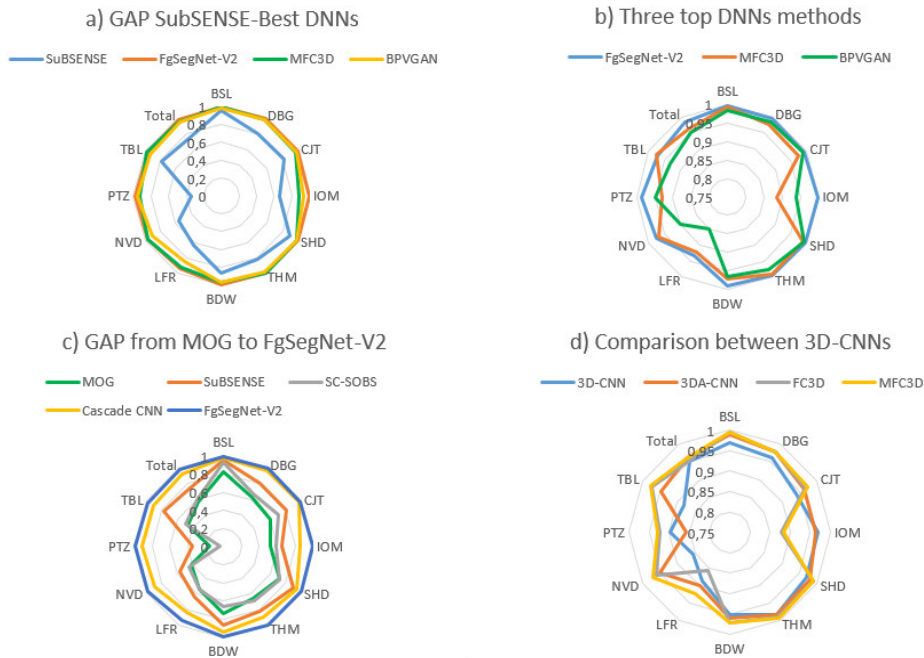 a) GAP SubSENSE-Best DNNs
SuBSENSE FgSegNet-V2 MFC3D BPVGAN
BSL
Total 1 DBG
0,8
TBL 0,6 CJT
0,4
0,2
PTZ 0 IOM
NVD SHD
LFR THM
BDW
b) Three top DNNs methods
FgSegNet-V2 MFC3D BPVGAN
BSL
Total 1 DBG
0,95
TBL 0,9 CJT
0,85
0,8
PTZ 0,75 IOM
NVD SHD
LFR THM
BDW
c) GAP from MOG to FgSegNet-V2
MOG SuBSENSE SC-SOBS
Cascade CNN FgSegNet-V2
BSL
Total 1 DBG
0,8
TBL 0,6 CJT
0,4
0,2
PTZ 0 IOM
NVD SHD
LFR THM
BDW
d) Comparison between 3D-CNNs
3D-CNN 3DA-CNN FC3D MFC3D
BSL
Total 1 DBG
0,95
TBL 0,9 CJT
0,85
0,8
PTZ 0,75 IOM
NVD SHD
LFR THM
BDW